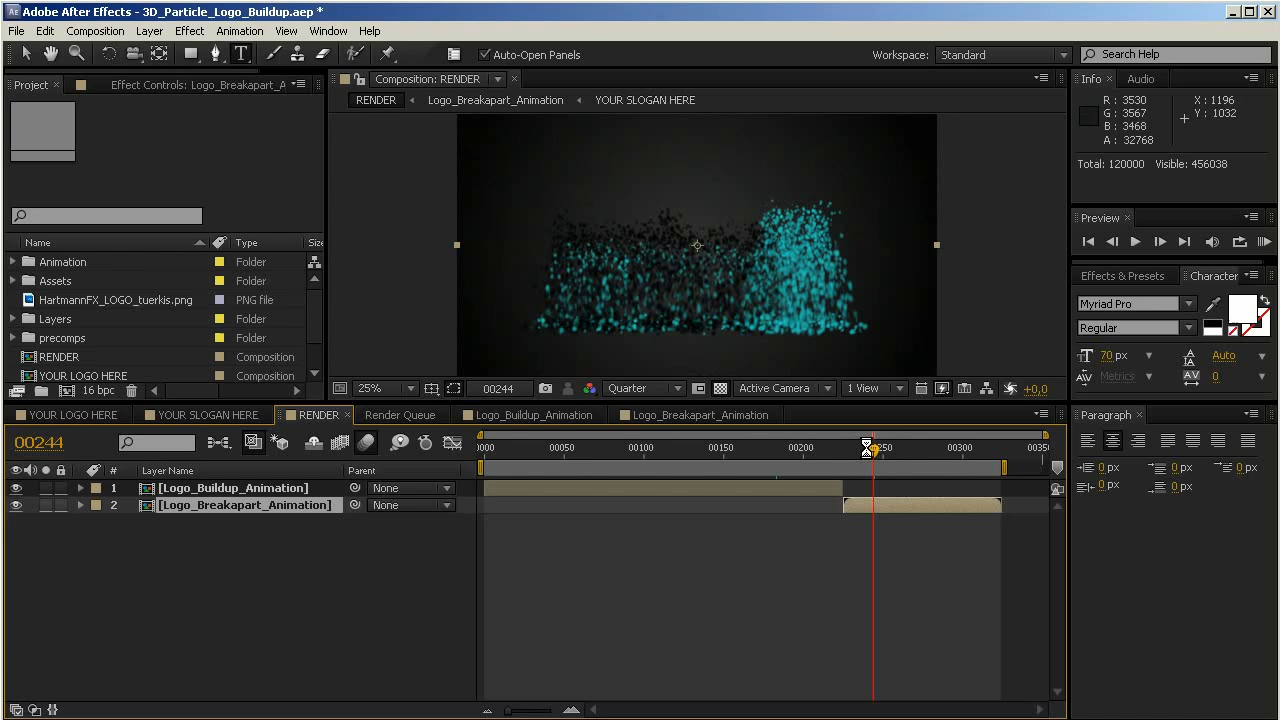 Adobe After Effects - 3D_Particle_Logo_Buildup.aep *
File Edit Composition Layer Effect Animation View Window Help
Auto-Open Panels
Workspace: Standard
Search Help
Project
Effect Controls: Logo_Breakapart_A
Composition: RENDER
Info Audio
RENDER Logo_Breakapart_Animation YOUR SLOGAN HERE
R : 3530
G : 3567
B : 3468
A : 32768
X : 1196
Y : 1032
Total: 120000 Visible: 456038
Preview
Name Type Size
Animation Folder
Assets Folder
HartmannFX_LOGO_tuerkis.png PNG file
Layers Folder
precomps Folder
RENDER Composition
YOUR LOGO HERE Composition
16 bpc
25% 00244 Quarter Active Camera 1 View +0,0
Effects & Presets Character
Myriad Pro
Regular
70 px Auto
Metrics 0
YOUR LOGO HERE YOUR SLOGAN HERE RENDER Render Queue Logo_Buildup_Animation Logo_Breakapart_Animation
Paragraph
00244
0000 00050 00100 00150 00200 00250 00300 0035
# Layer Name Parent
1 [Logo_Buildup_Animation] None
2 [Logo_Breakapart_Animation] None
0 px 0 px 0 px
0 px 0 px